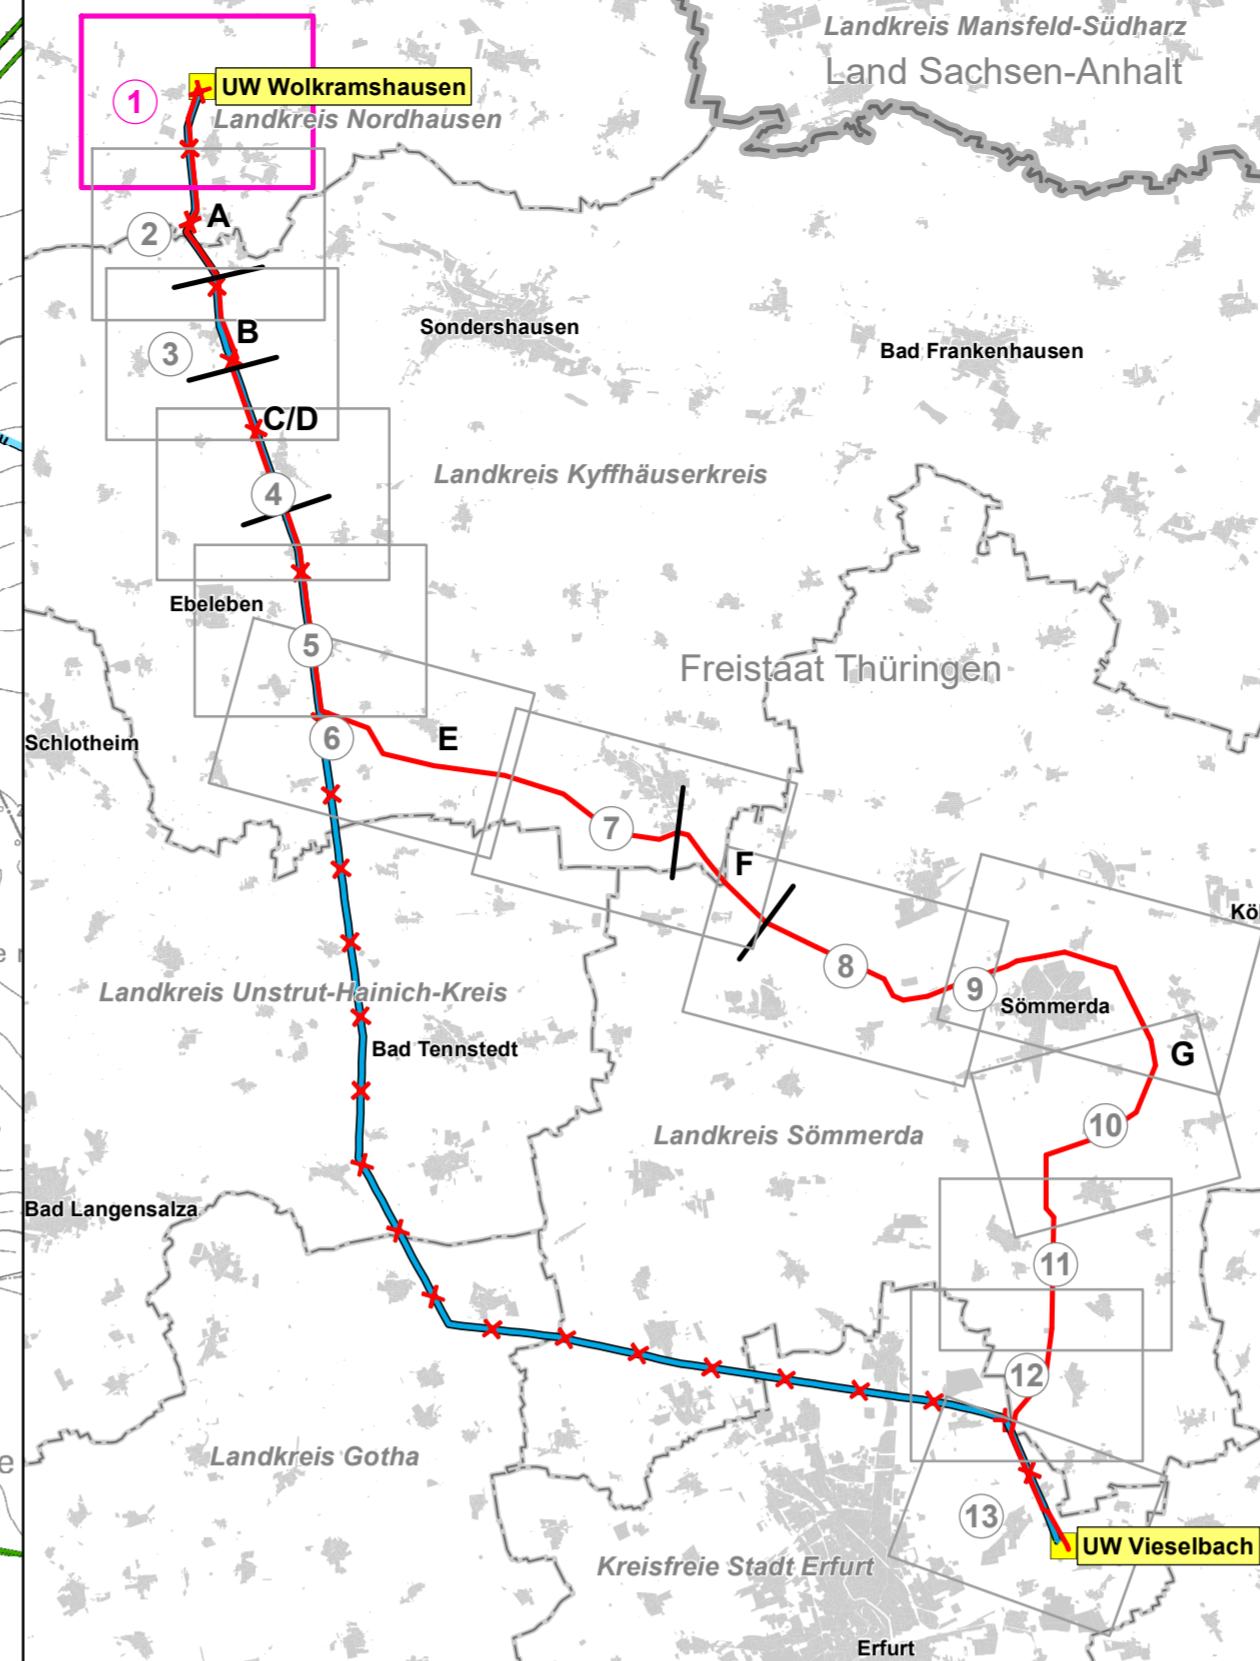 Landkreis Mansfeld-Südharz
Land Sachsen-Anhalt
UW Wolkramshausen
1
Landkreis Nordhausen
A
2
B
Sondershausen
3
Bad Frankenhausen
C/D
Landkreis Kyffhäuserkreis
4
Ebeleben
5
Freistaat Thüringen
Schlotheim
6
E
7
F
Kö
8
9
Landkreis Unstrut-Hainich-Kreis
Sömmerda
Bad Tennstedt
G
10
Landkreis Sömmerda
Bad Langensalza
11
12
Landkreis Gotha
e
13
UW Vieselbach
Kreisfreie Stadt Erfurt
Erfurt